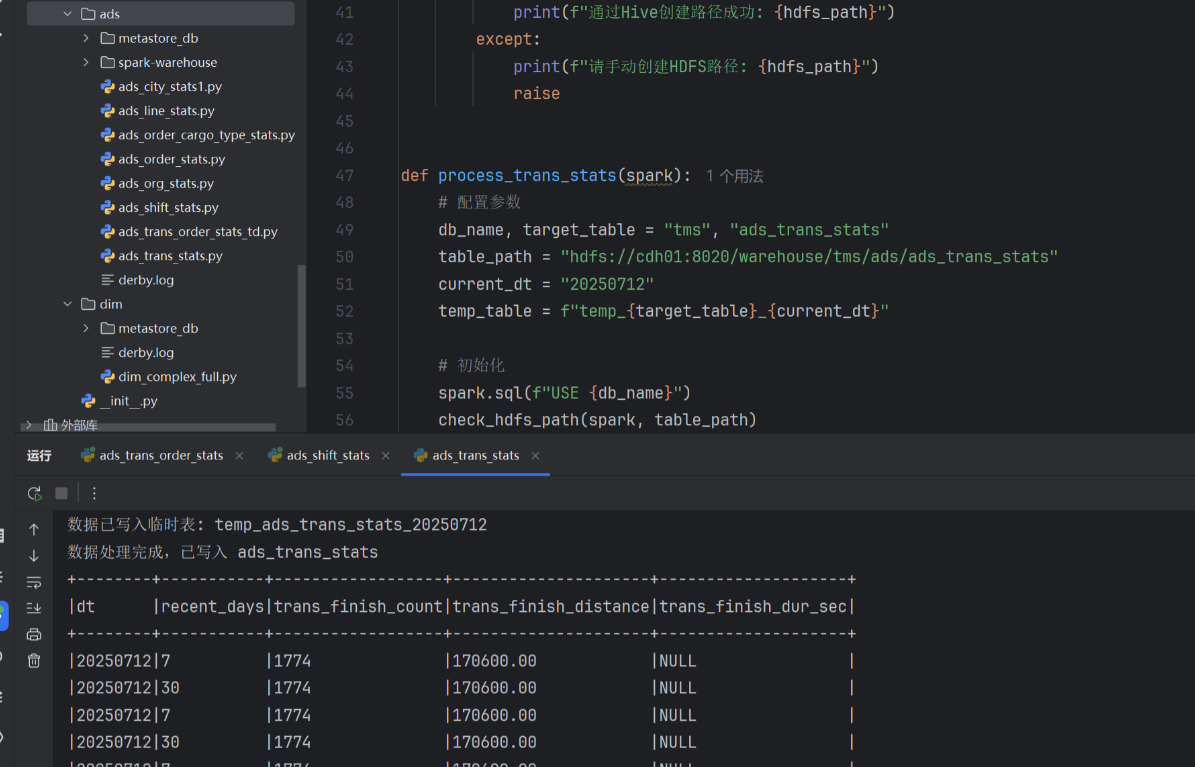 ads
metastore_db
spark-warehouse
ads_city_stats1.py
ads_line_stats.py
ads_order_cargo_type_stats.py
ads_order_stats.py
ads_org_stats.py
ads_shift_stats.py
ads_trans_order_stats_td.py
ads_trans_stats.py
derby.log
dim
metastore_db
derby.log
dim_complex_full.py
__init__.py
外部库
41 print(f"通过Hive创建路径成功: {hdfs_path}")
42 except:
43 print(f"请手动创建HDFS路径: {hdfs_path}")
44 raise
45
46
47 def process_trans_stats(spark): 1 个用法
48 # 配置参数
49 db_name, target_table = "tms", "ads_trans_stats"
50 table_path = "hdfs://cdh01:8020/warehouse/tms/ads/ads_trans_stats"
51 current_dt = "20250712"
52 temp_table = f"temp_{target_table}_{current_dt}"
53
54 # 初始化
55 spark.sql(f"USE {db_name}")
56 check_hdfs_path(spark, table_path)
运行 ads_trans_order_stats × ads_shift_stats × ads_trans_stats ×
数据已写入临时表: temp_ads_trans_stats_20250712
数据处理完成，已写入 ads_trans_stats
+--------+-----------+------------------+--------------------+--------------------+
|dt      |recent_days|trans_finish_count|trans_finish_distance|trans_finish_dur_sec|
+--------+-----------+------------------+--------------------+--------------------+
|20250712|7 |1774 |170600.00 |NULL |
|20250712|30 |1774 |170600.00 |NULL |
|20250712|7 |1774 |170600.00 |NULL |
|20250712|30 |1774 |170600.00 |NULL |